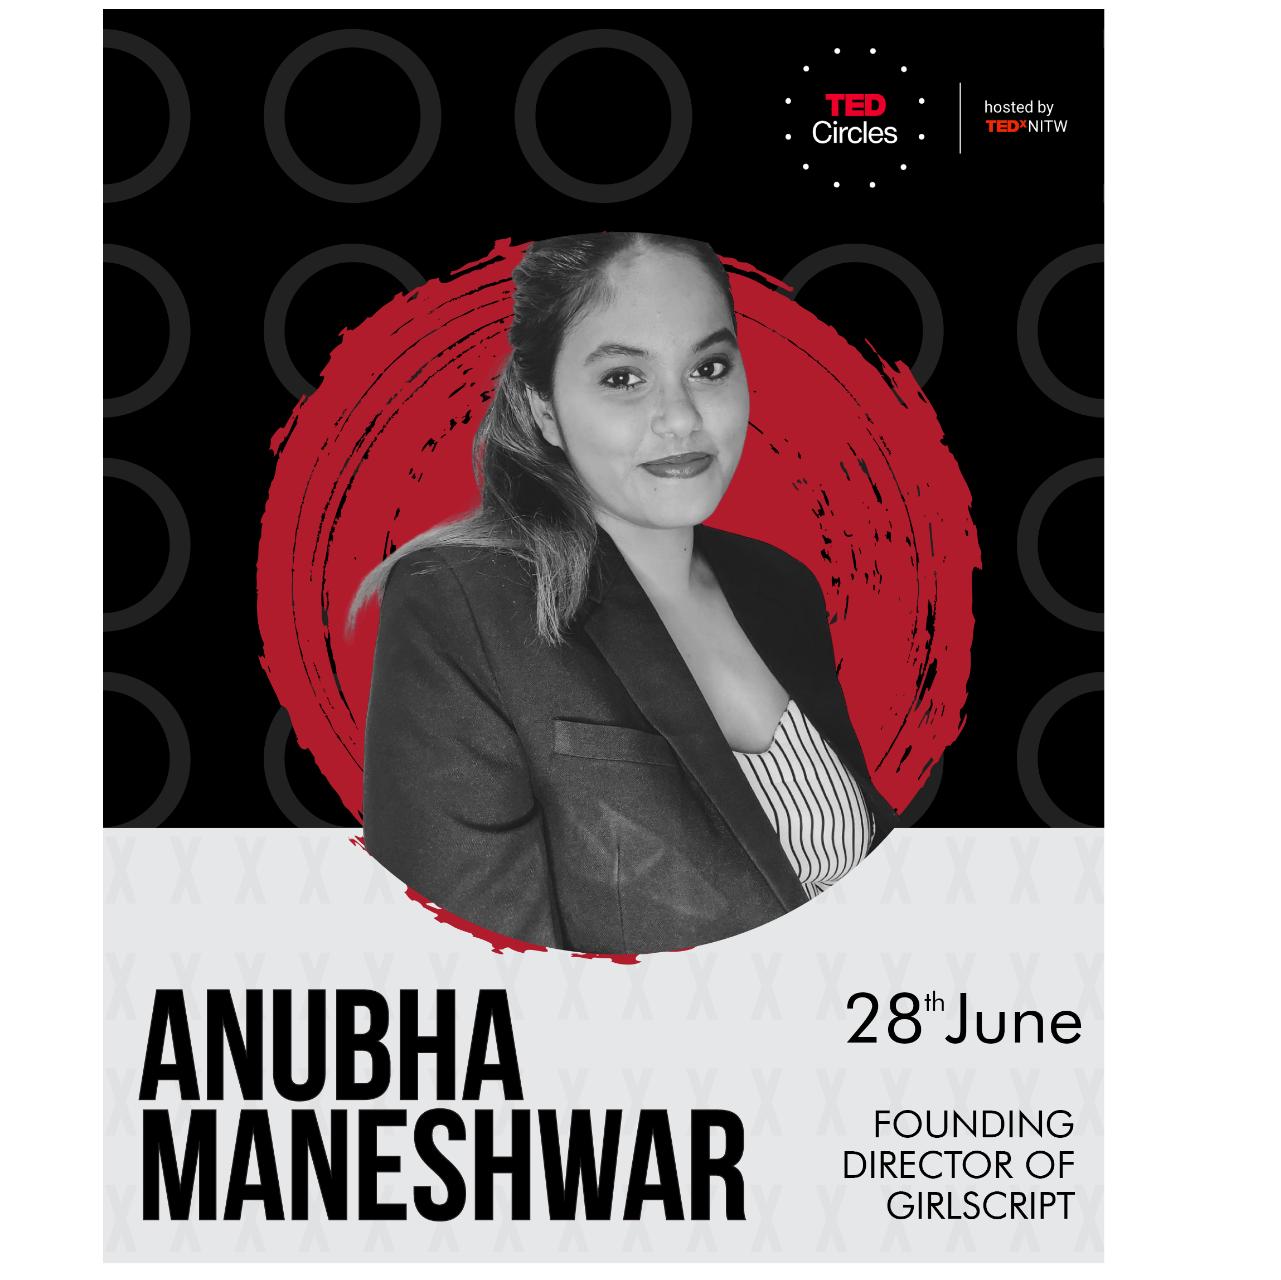 TED
Circles
hosted by
TEDxNITW
ANUBHA
MANESHWAR
28th June
FOUNDING
DIRECTOR OF
GIRLSCRIPT